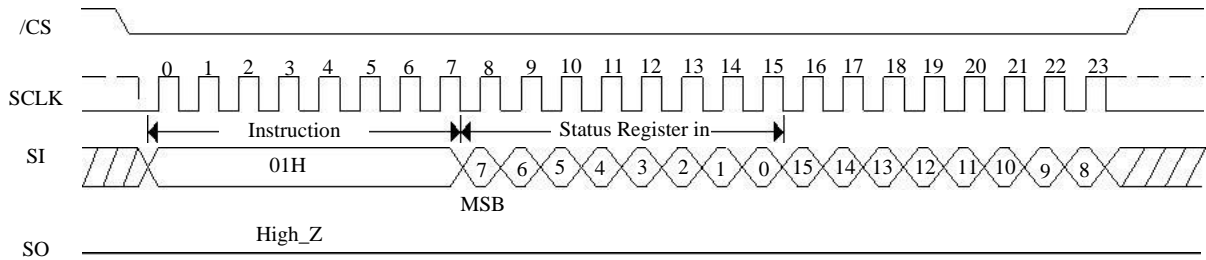 /CS
0 1 2 3 4 5 6 7 8 9 10 11 12 13 14 15 16 17 18 19 20 21 22 23
SCLK
Instruction Status Register in
SI 01H 7 6 5 4 3 2 1 0 15 14 13 12 11 10 9 8
MSB
High_Z
SO